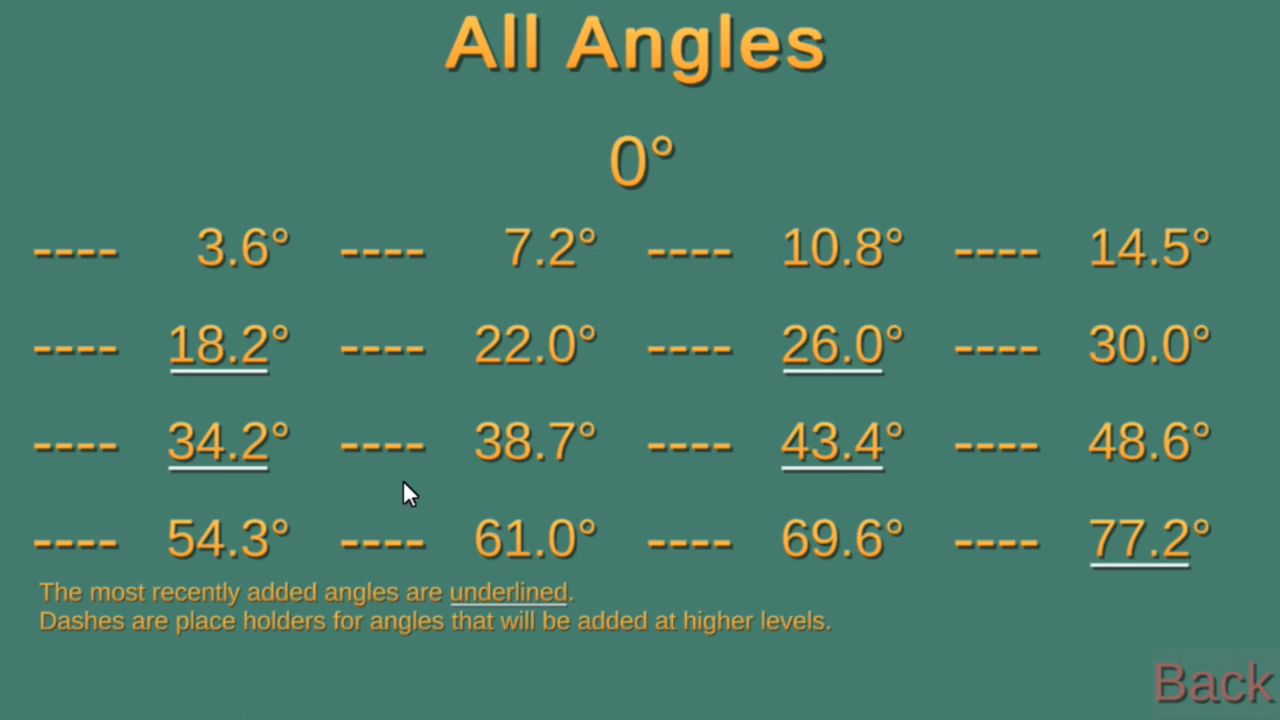 All Angles
0°
---- 3.6° ---- 7.2° ---- 10.8° ---- 14.5°
---- 18.2° ---- 22.0° ---- 26.0° ---- 30.0°
---- 34.2° ---- 38.7° ---- 43.4° ---- 48.6°
---- 54.3° ---- 61.0° ---- 69.6° ---- 77.2°
The most recently added angles are underlined.
Dashes are place holders for angles that will be added at higher levels.
Back